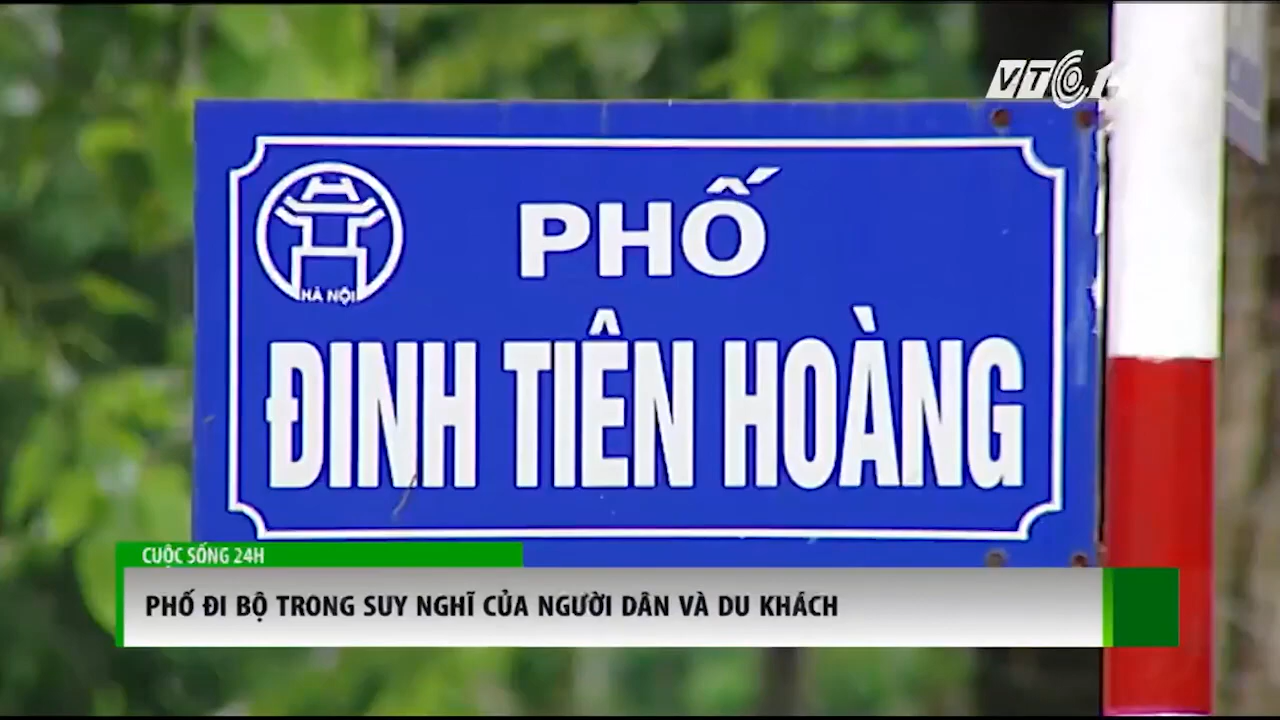 VTC1
HÀ NỘI
PHỐ
ĐINH TIÊN HOÀNG
CUỘC SỐNG 24H
PHỐ ĐI BỘ TRONG SUY NGHĨ CỦA NGƯỜI DÂN VÀ DU KHÁCH